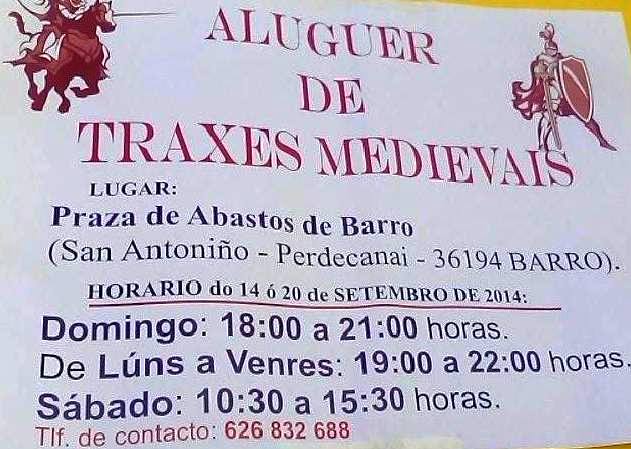 ALUGUER
DE
TRAXES MEDIEVAIS
LUGAR:
Praza de Abastos de Barro
(San Antoniño - Perdecanai - 36194 BARRO).
HORARIO do 14 ó 20 de SETEMBRO DE 2014:
Domingo: 18:00 a 21:00 horas.
De Lúns a Venres: 19:00 a 22:00 horas.
Sábado: 10:30 a 15:30 horas.
Tlf. de contacto: 626 832 688